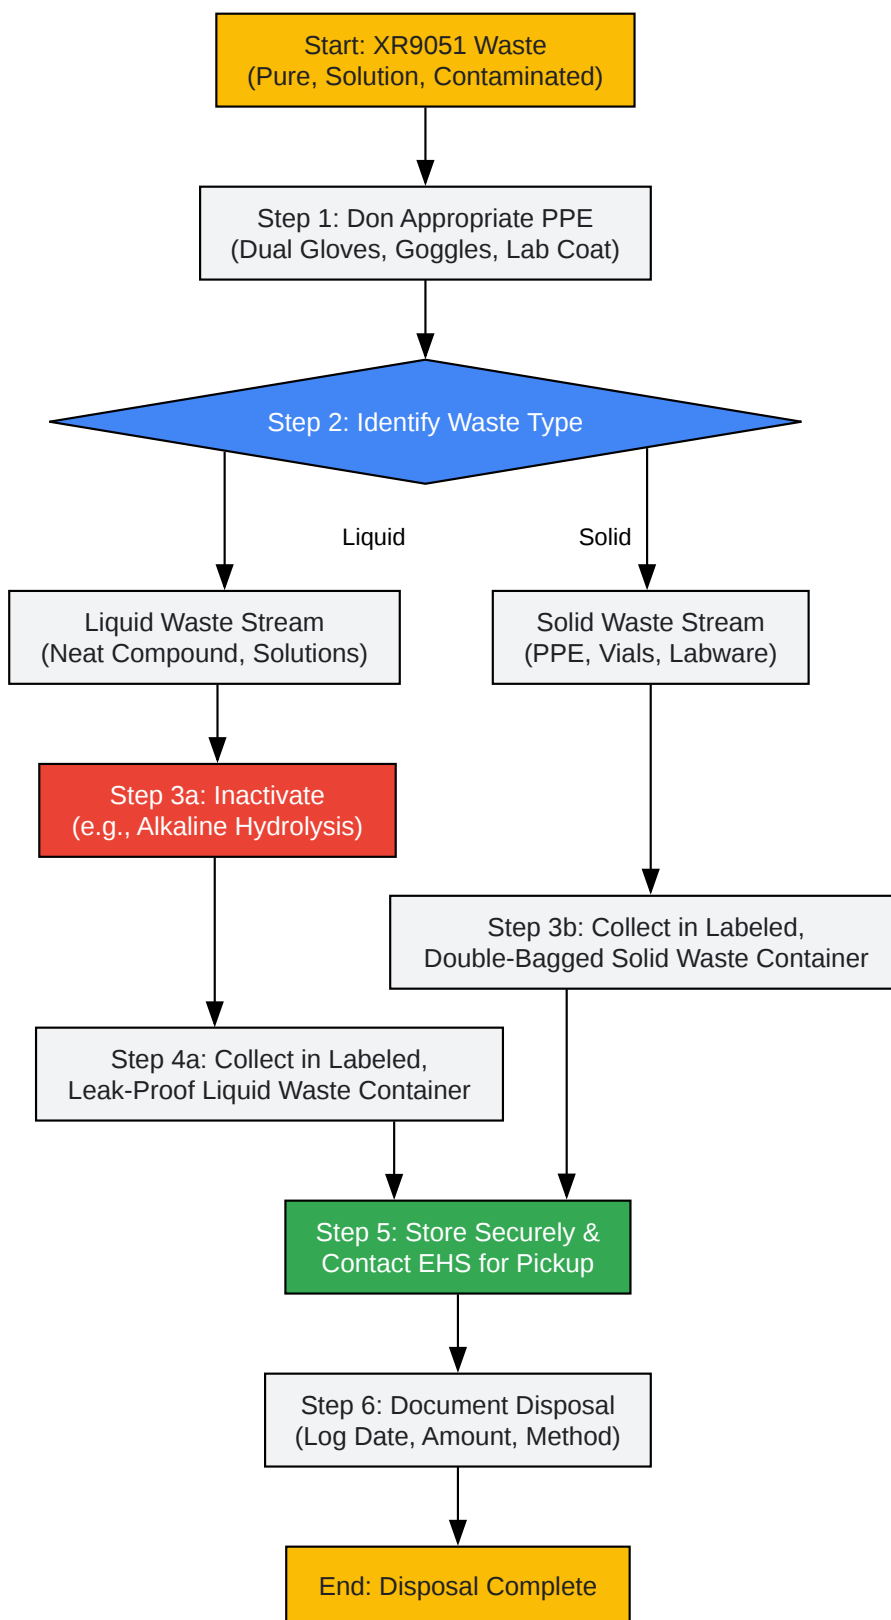 Start: XR9051 Waste
(Pure, Solution, Contaminated)
Step 1: Don Appropriate PPE
(Dual Gloves, Goggles, Lab Coat)
Step 2: Identify Waste Type
Liquid
Solid
Liquid Waste Stream
(Neat Compound, Solutions)
Solid Waste Stream
(PPE, Vials, Labware)
Step 3a: Inactivate
(e.g., Alkaline Hydrolysis)
Step 3b: Collect in Labeled,
Double-Bagged Solid Waste Container
Step 4a: Collect in Labeled,
Leak-Proof Liquid Waste Container
Step 5: Store Securely &
Contact EHS for Pickup
Step 6: Document Disposal
(Log Date, Amount, Method)
End: Disposal Complete